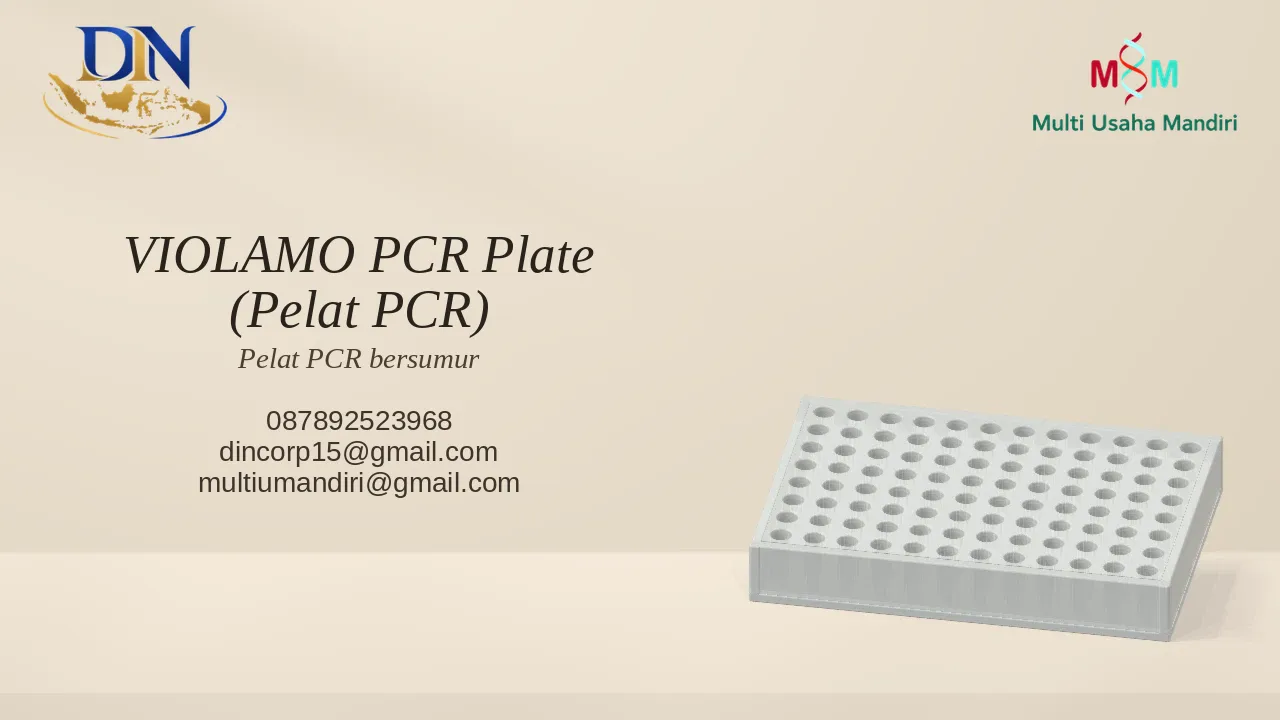 DIN
MSM
Multi Usaha Mandiri
VIOLAMO PCR Plate
(Pelat PCR)
Pelat PCR bersumur
087892523968
dincorp15@gmail.com
multiumandiri@gmail.com